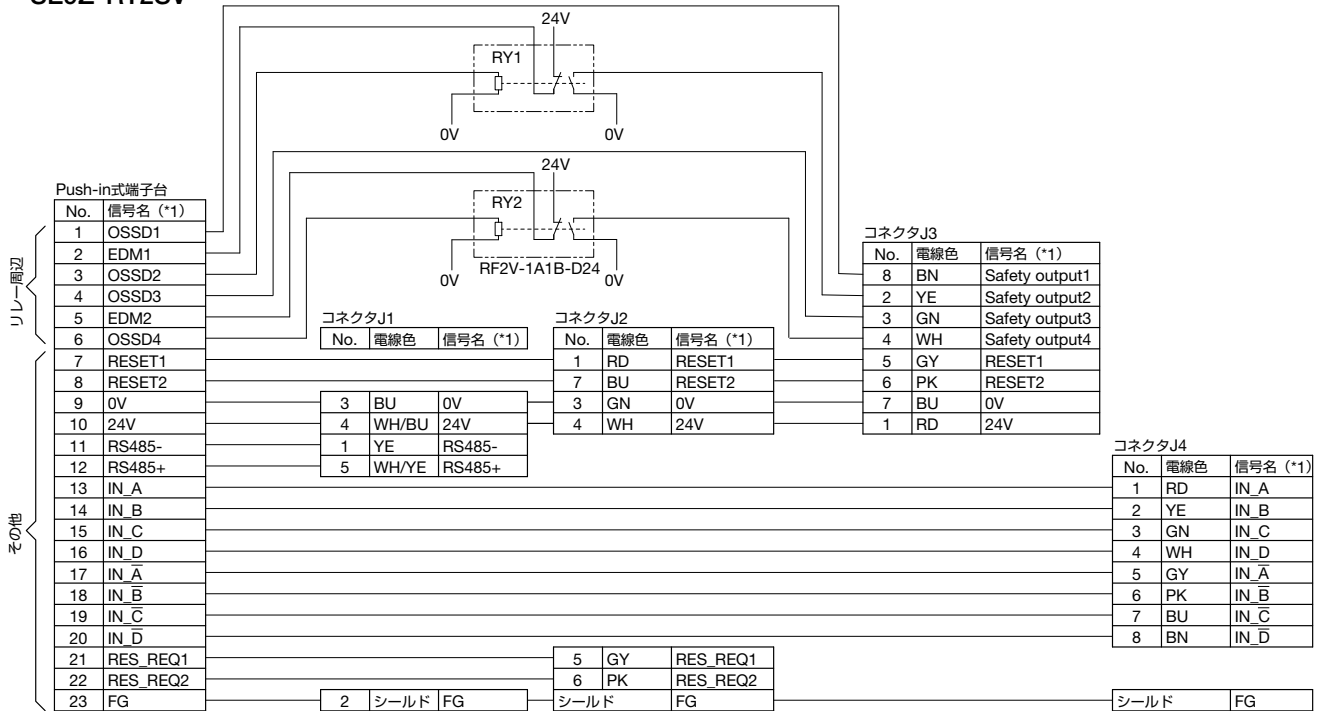 24V
RY1
0V 0V
24V
RY2
RF2V-1A1B-D24
0V 0V
リレー周辺
その他
Push-in式端子台
No. 信号名 (*1)
1 OSSD1
2 EDM1
3 OSSD2
4 OSSD3
5 EDM2
6 OSSD4
7 RESET1
8 RESET2
9 0V
10 24V
11 RS485-
12 RS485+
13 IN_A
14 IN_B
15 IN_C
16 IN_D
17 IN_A̅
18 IN_B̅
19 IN_C̅
20 IN_D̅
21 RES_REQ1
22 RES_REQ2
23 FG
コネクタJ1
No. 電線色 信号名 (*1)
3 BU 0V
4 WH/BU 24V
1 YE RS485-
5 WH/YE RS485+
2 シールド FG
コネクタJ2
No. 電線色 信号名 (*1)
1 RD RESET1
7 BU RESET2
3 GN 0V
4 WH 24V
5 GY RES_REQ1
6 PK RES_REQ2
シールド FG
コネクタJ3
No. 電線色 信号名 (*1)
8 BN Safety output1
2 YE Safety output2
3 GN Safety output3
4 WH Safety output4
5 GY RESET1
6 PK RESET2
7 BU 0V
1 RD 24V
コネクタJ4
No. 電線色 信号名 (*1)
1 RD IN_A
2 YE IN_B
3 GN IN_C
4 WH IN_D
5 GY IN_A̅
6 PK IN_B̅
7 BU IN_C̅
8 BN IN_D̅
シールド FG